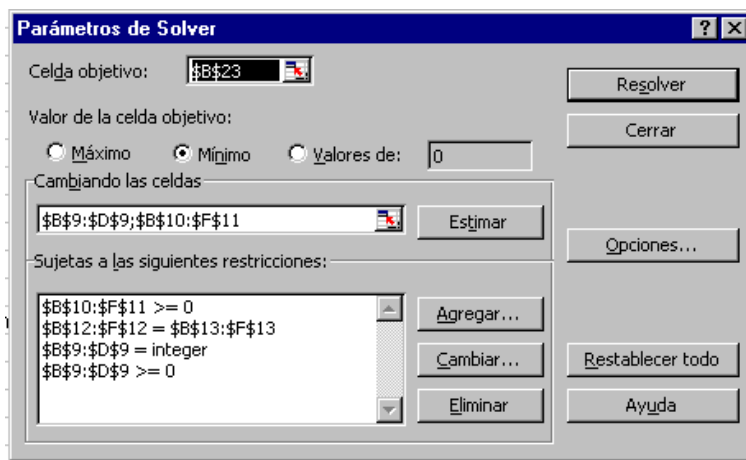 Parámetros de Solver
Celda objetivo: $B$23
Resolver
Valor de la celda objetivo:
Cerrar
Máximo Mínimo Valores de: 0
Cambiando las celdas
$B$9:$D$9;$B$10:$F$11 Estimar
Opciones...
Sujetas a las siguientes restricciones:
$B$10:$F$11 >= 0
$B$12:$F$12 = $B$13:$F$13
$B$9:$D$9 = integer
$B$9:$D$9 >= 0
Agregar...
Cambiar... Restablecer todo
Eliminar Ayuda